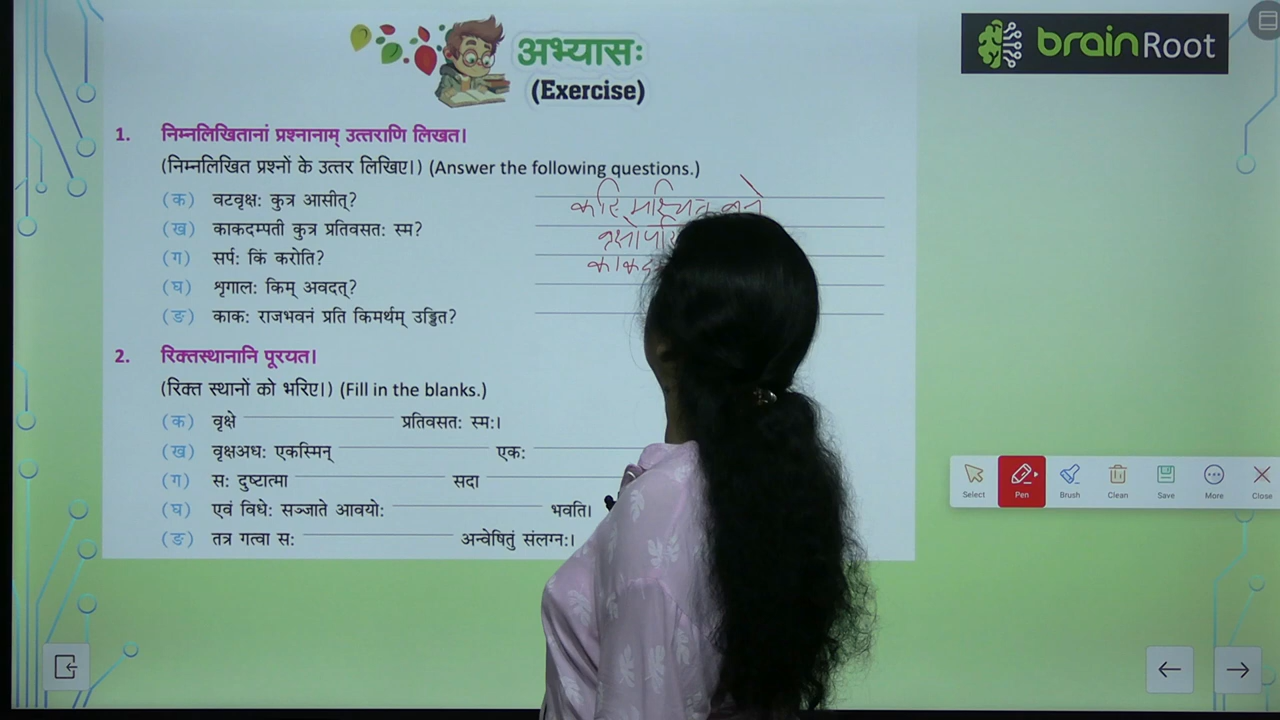 brainRoot
अभ्यासः
(Exercise)
1. निम्नलिखितानां प्रश्नानाम् उत्तराणि लिखत।
(निम्नलिखित प्रश्नों के उत्तर लिखिए।) (Answer the following questions.)
(क) वटवृक्षः कुत्र आसीत्?
(ख) काकदम्पती कुत्र प्रतिवसतः स्म?
(ग) सर्पः किं करोति?
(घ) शृगालः किम् अवदत्?
(ङ) काकः राजभवनं प्रति किमर्थम् उड्डित?
2. रिक्तस्थानानि पूरयत।
(रिक्त स्थानों को भरिए।) (Fill in the blanks.)
(क) वृक्षे प्रतिवसतः स्मः।
(ख) वृक्षअधः एकस्मिन् एकः
(ग) सः दुष्टात्मा सदा
(घ) एवं विधेः सञ्जाते आवयोः भवति।
(ङ) तत्र गत्वा सः अन्वेषितुं संलग्नः।
Select Pen Brush Clean Save More Close